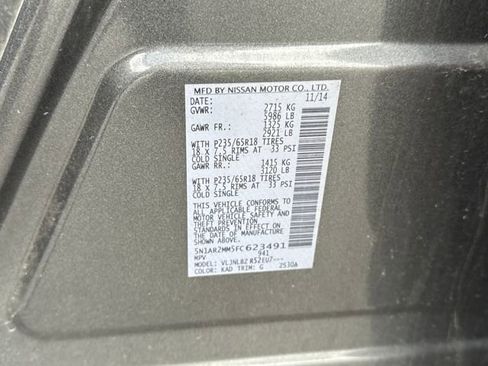 MFD BY NISSAN MOTOR CO., LTD.
DATE: 11/14
GVWR: 2715 KG
5986 LB
GAWR FR.: 1325 KG
2921 LB
WITH P235/65R18 TIRES
18 x 7.5 RIMS AT 33 PSI
COLD SINGLE
GAWR RR.: 1415 KG
3120 LB
WITH P235/65R18 TIRES
18 x 7.5 RIMS AT 33 PSI
COLD SINGLE
THIS VEHICLE CONFORMS TO
ALL APPLICABLE FEDERAL
MOTOR VEHICLE SAFETY AND
THEFT PREVENTION STANDARDS
IN EFFECT ON THE DATE OF
MANUFACTURE SHOWN ABOVE.
5N1AR2MM5FC623491
MPV 941
MODEL: VLJNLBZ R52EU7---
COLOR: KAD TRIM: G 2530A